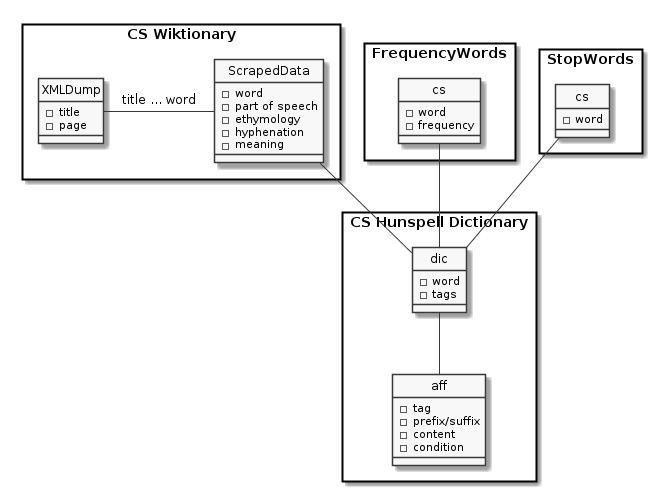 CS Wiktionary
XMLDump
title
page
title ... word
ScrapedData
word
part of speech
ethymology
hyphenation
meaning
FrequencyWords
cs
word
frequency
StopWords
cs
word
CS Hunspell Dictionary
dic
word
tags
aff
tag
prefix/suffix
content
condition